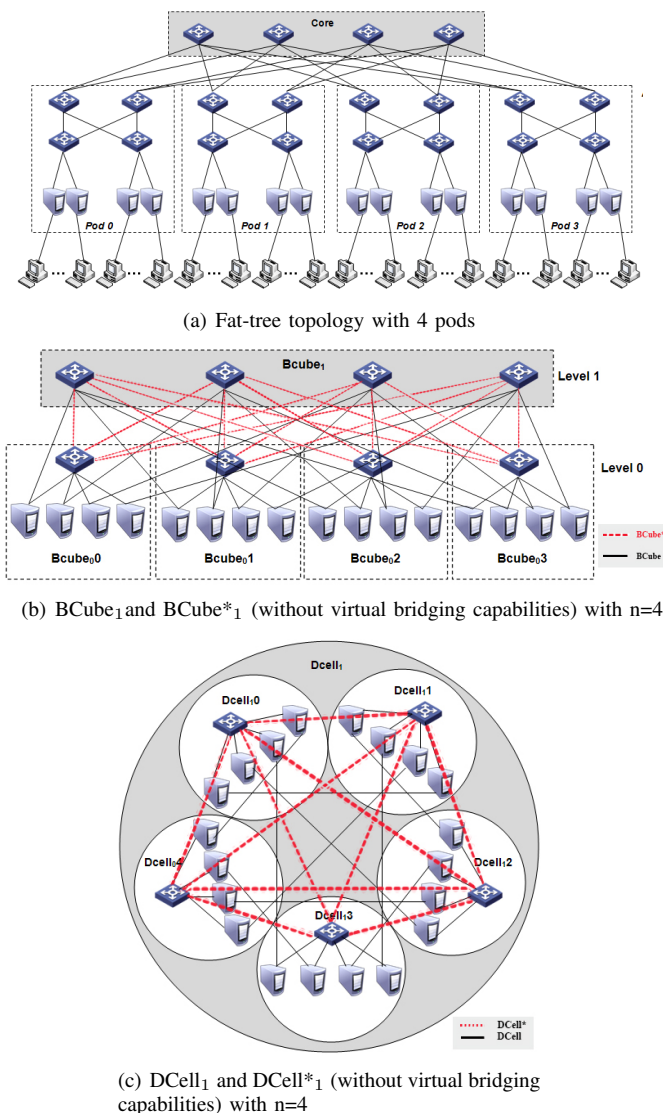 Core
Pod 0 Pod 1 Pod 2 Pod 3
(a) Fat-tree topology with 4 pods
Bcube₁
Level 1
Level 0
Bcube₀0 Bcube₀1 Bcube₀2 Bcube₀3
BCube*
BCube
(b) BCube₁and BCube*₁ (without virtual bridging capabilities) with n=4
Dcell₁
Dcell₁0 Dcell₁1
Dcell₀4 Dcell₁2
Dcell₁3
DCell*
DCell
(c) DCell₁ and DCell*₁ (without virtual bridging
capabilities) with n=4